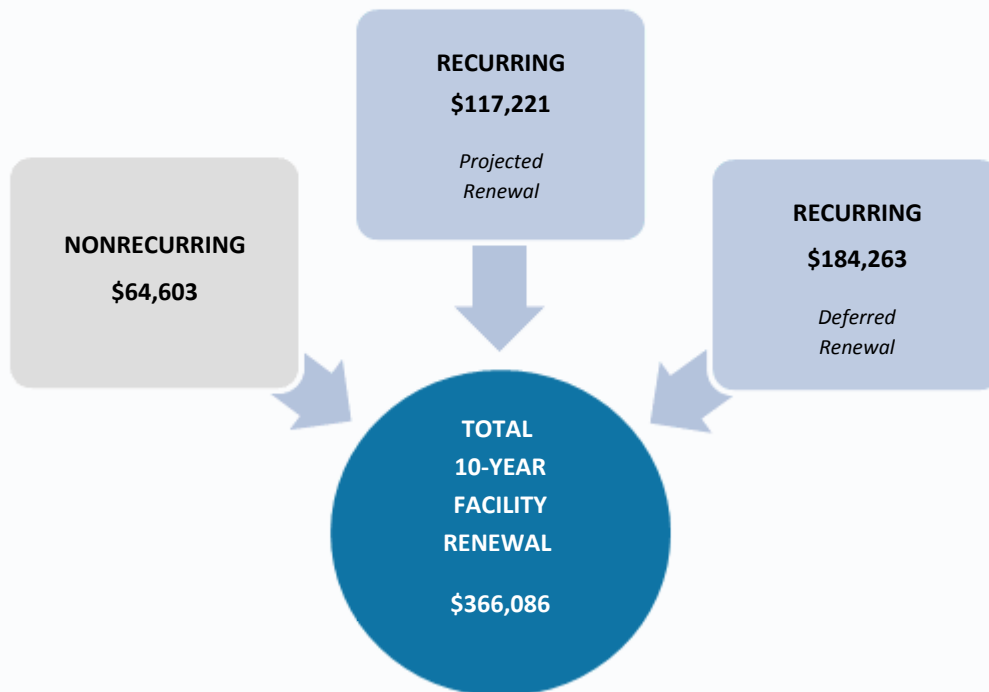 RECURRING
$117,221
Projected
Renewal
NONRECURRING
$64,603
RECURRING
$184,263
Deferred
Renewal
TOTAL
10-YEAR
FACILITY
RENEWAL
$366,086